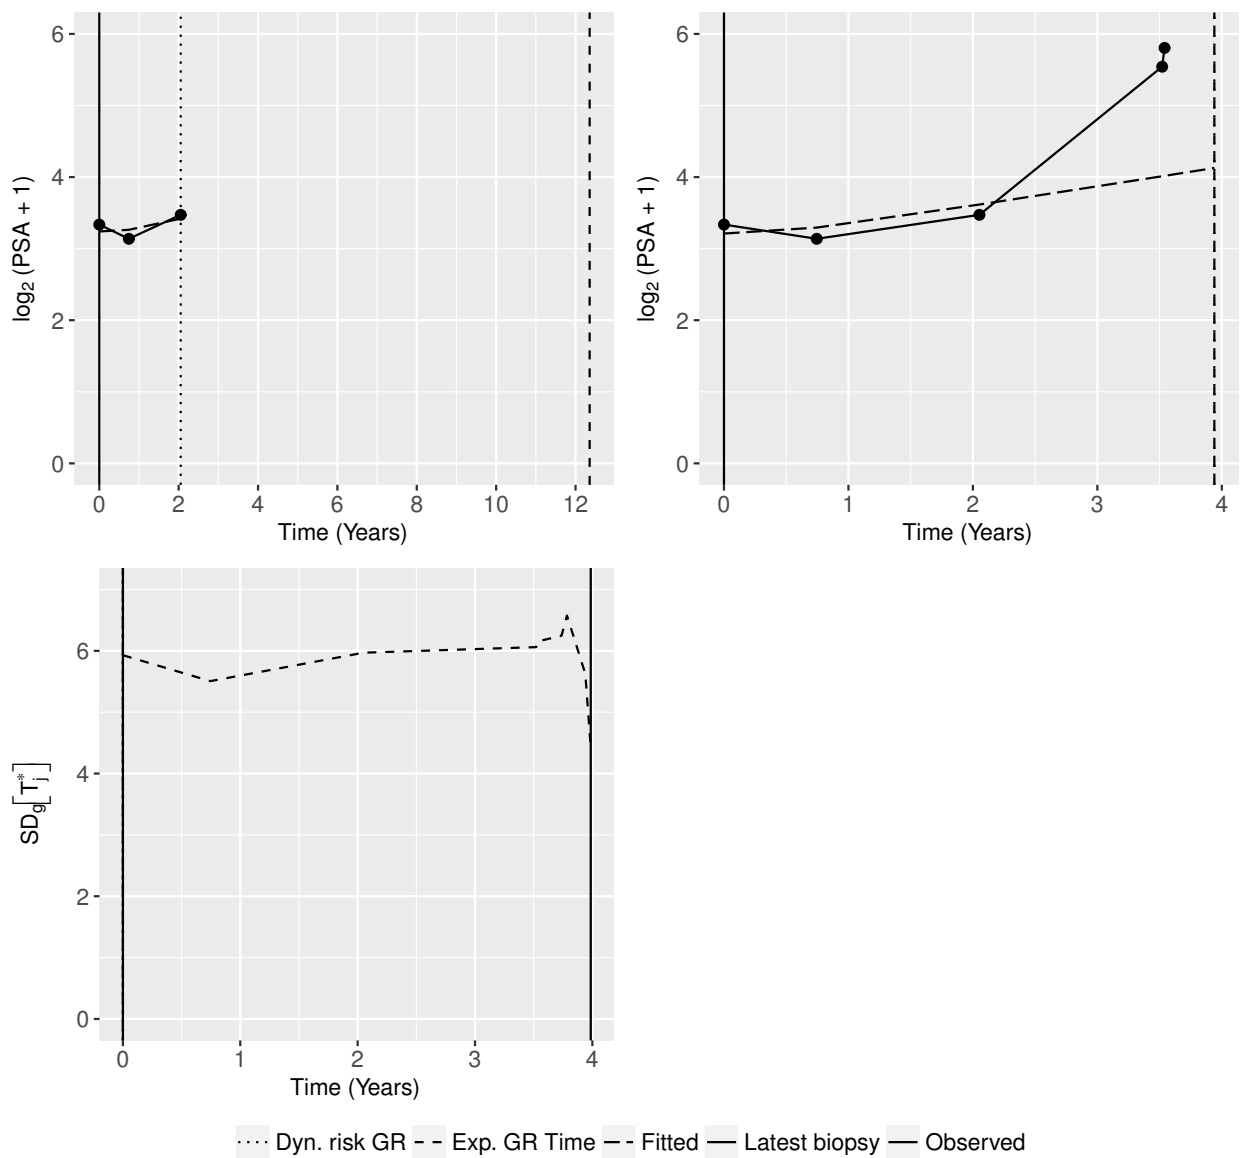 log₂ (PSA + 1)
6
4
2
0
0 2 4 6 8 10 12
Time (Years)
log₂ (PSA + 1)
6
4
2
0
0 1 2 3 4
Time (Years)
SDg[Tj*]
6
4
2
0
0 1 2 3 4
Time (Years)
Dyn. risk GR Exp. GR Time Fitted Latest biopsy Observed